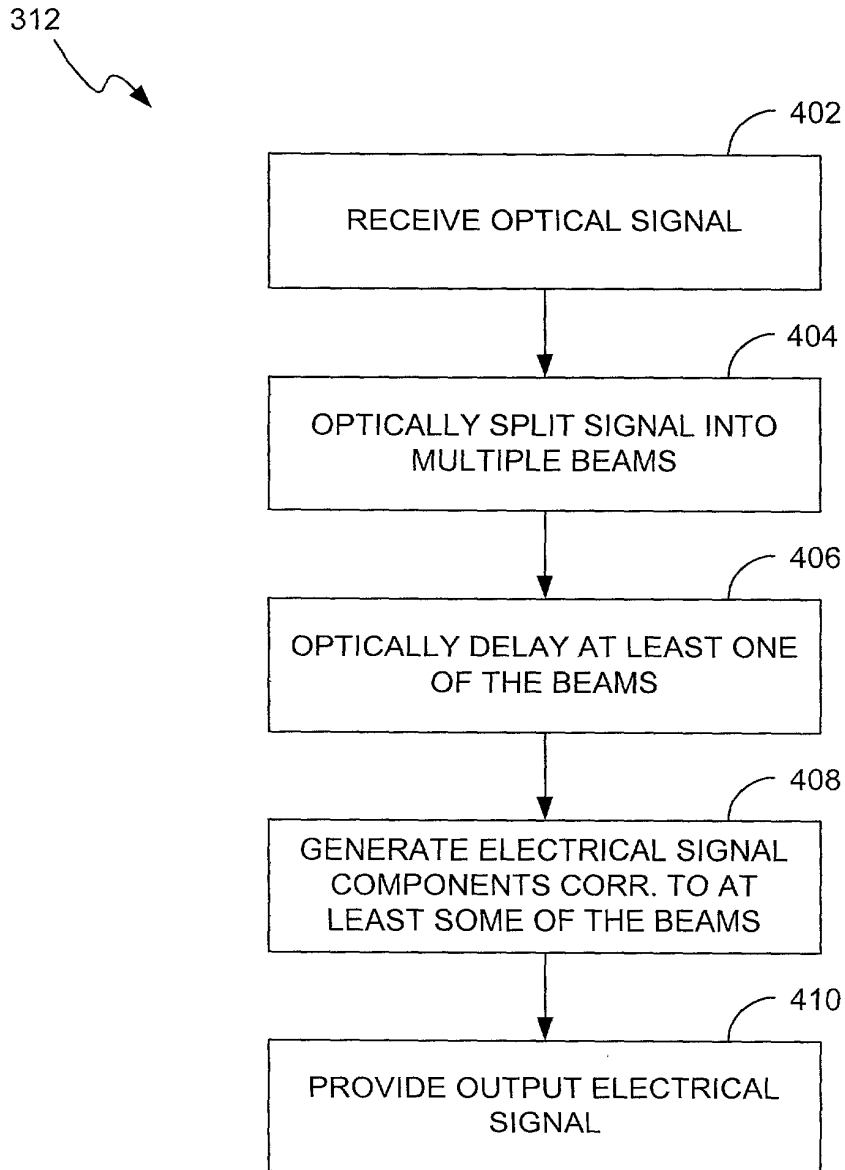 312
402
RECEIVE OPTICAL SIGNAL
404
OPTICALLY SPLIT SIGNAL INTO
MULTIPLE BEAMS
406
OPTICALLY DELAY AT LEAST ONE
OF THE BEAMS
408
GENERATE ELECTRICAL SIGNAL
COMPONENTS CORR. TO AT
LEAST SOME OF THE BEAMS
410
PROVIDE OUTPUT ELECTRICAL
SIGNAL